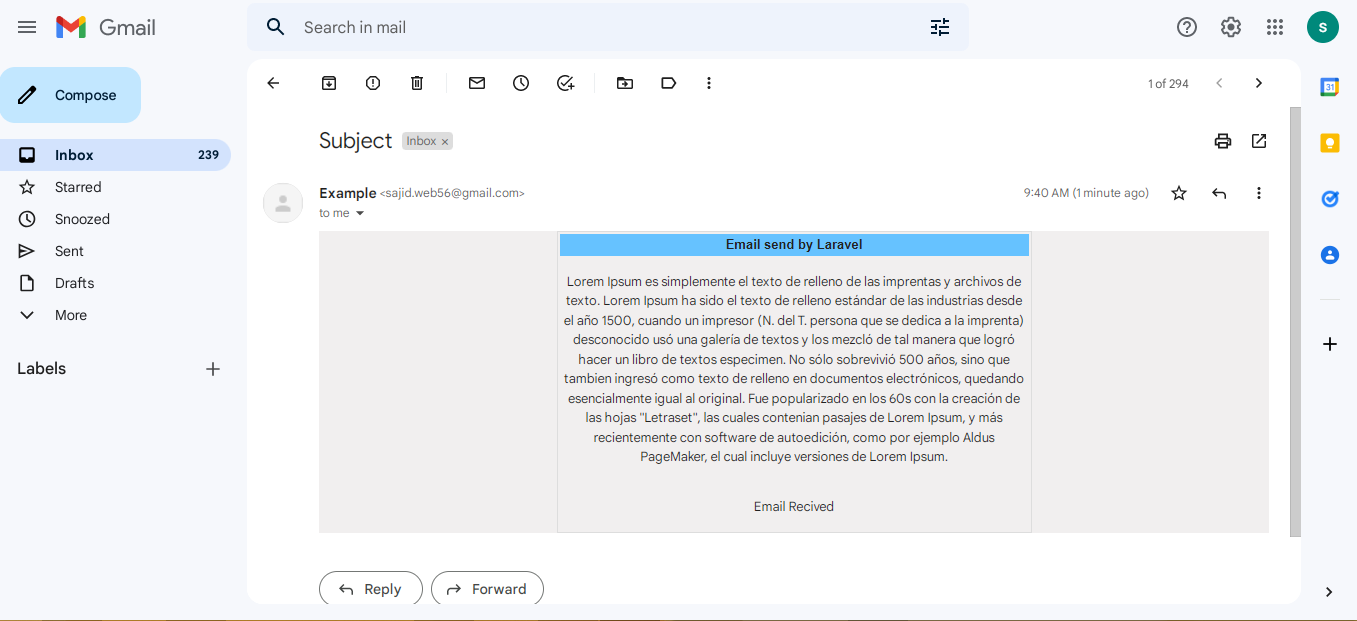 Gmail
Search in mail
S
Compose
1 of 294
31
Subject Inbox ×
Inbox 239
Starred
Example <sajid.web56@gmail.com> 9:40 AM (1 minute ago)
Snoozed
to me
Sent
Drafts
More
Labels
Email send by Laravel
Lorem Ipsum es simplemente el texto de relleno de las imprentas y archivos de
texto. Lorem Ipsum ha sido el texto de relleno estándar de las industrias desde
el año 1500, cuando un impresor (N. del T. persona que se dedica a la imprenta)
desconocido usó una galería de textos y los mezcló de tal manera que logró
hacer un libro de textos especimen. No sólo sobrevivió 500 años, sino que
tambien ingresó como texto de relleno en documentos electrónicos, quedando
esencialmente igual al original. Fue popularizado en los 60s con la creación de
las hojas "Letraset", las cuales contenian pasajes de Lorem Ipsum, y más
recientemente con software de autoedición, como por ejemplo Aldus
PageMaker, el cual incluye versiones de Lorem Ipsum.
Email Recived
Reply
Forward